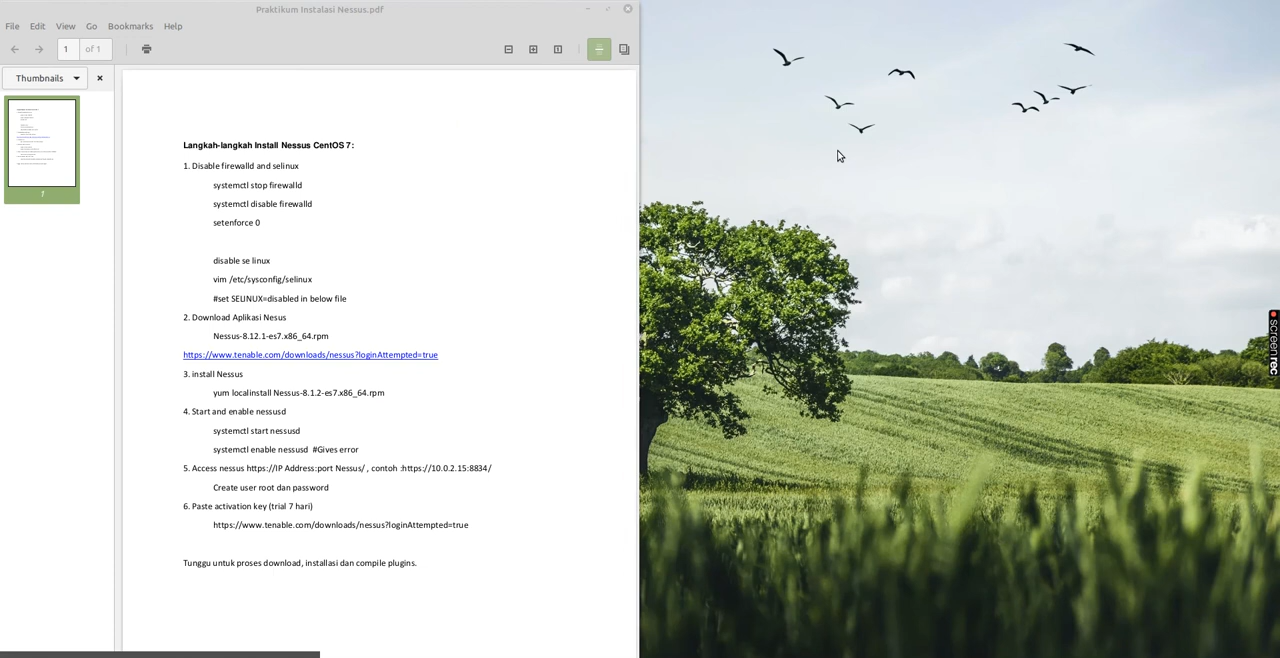 Praktikum Instalasi Nessus.pdf
File Edit View Go Bookmarks Help
1 of 1
Thumbnails
1
Langkah-langkah Install Nessus CentOS 7:
1. Disable firewalld and selinux
systemctl stop firewalld
systemctl disable firewalld
setenforce 0
disable se linux
vim /etc/sysconfig/selinux
#set SELINUX=disabled in below file
2. Download Aplikasi Nesus
Nessus-8.12.1-es7.x86_64.rpm
https://www.tenable.com/downloads/nessus?loginAttempted=true
3. install Nessus
yum localinstall Nessus-8.1.2-es7.x86_64.rpm
4. Start and enable nessusd
systemctl start nessusd
systemctl enable nessusd #Gives error
5. Access nessus https://IP Address:port Nessus/ , contoh :https://10.0.2.15:8834/
Create user root dan password
6. Paste activation key (trial 7 hari)
https://www.tenable.com/downloads/nessus?loginAttempted=true
Tunggu untuk proses download, installasi dan compile plugins.
screenrec